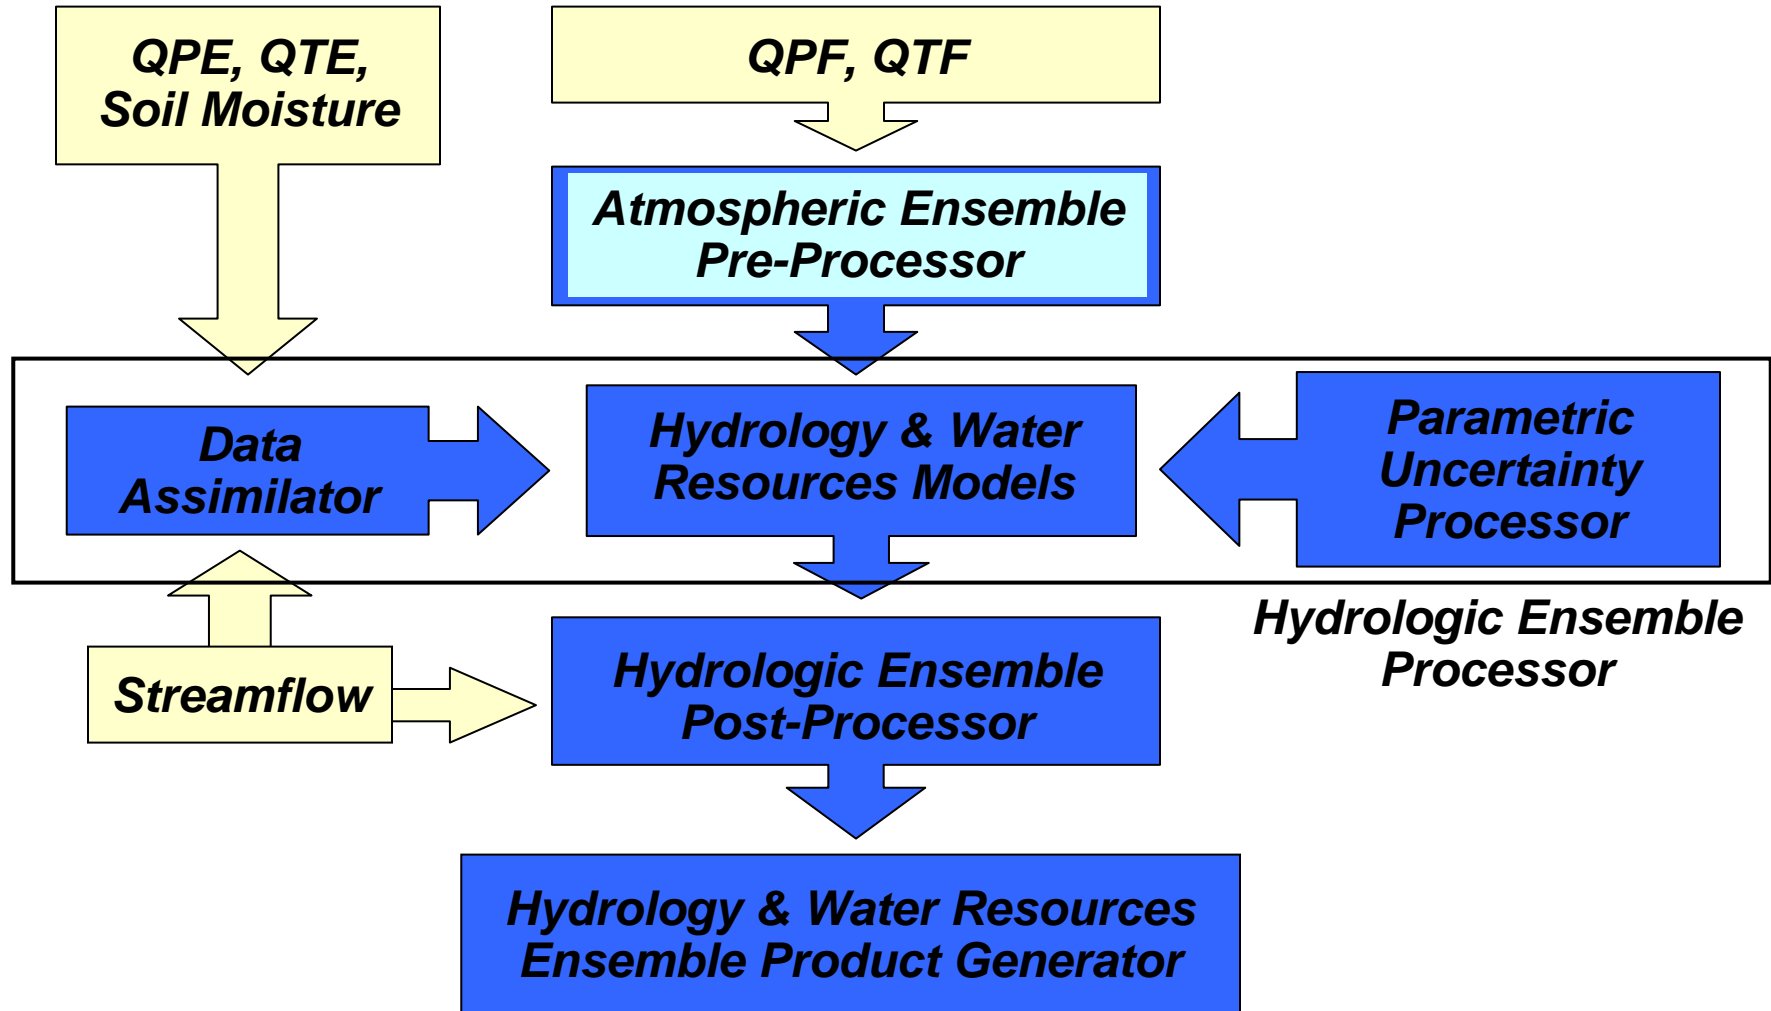 QPE, QTE,
Soil Moisture
QPF, QTF
Atmospheric Ensemble
Pre-Processor
Data
Assimilator
Hydrology & Water
Resources Models
Parametric
Uncertainty
Processor
Hydrologic Ensemble
Processor
Streamflow
Hydrologic Ensemble
Post-Processor
Hydrology & Water Resources
Ensemble Product Generator